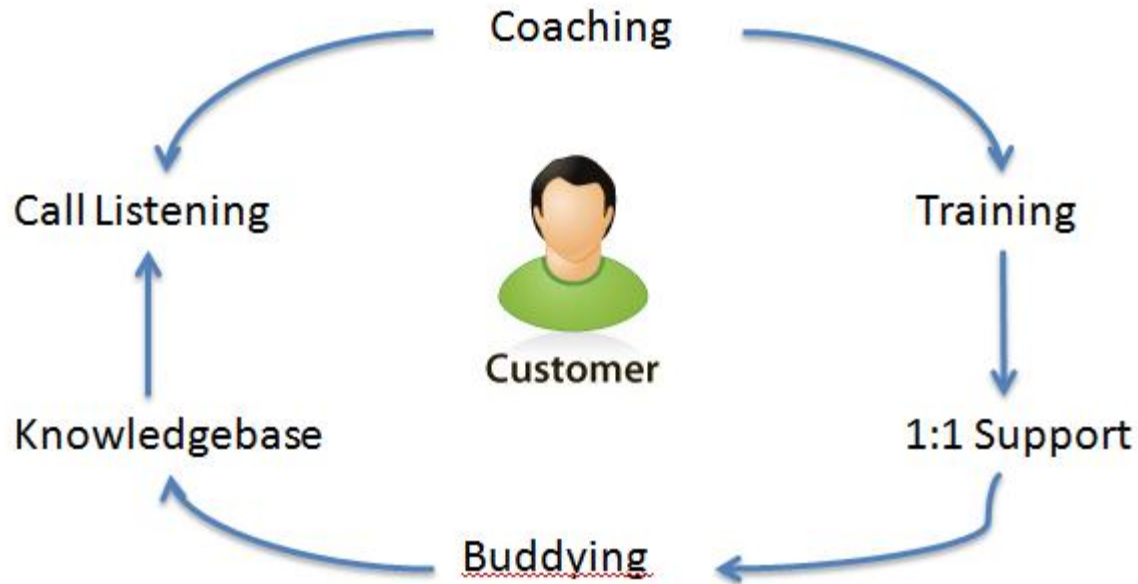 Coaching
Call Listening
Training
Customer
Knowledgebase
1:1 Support
Buddying